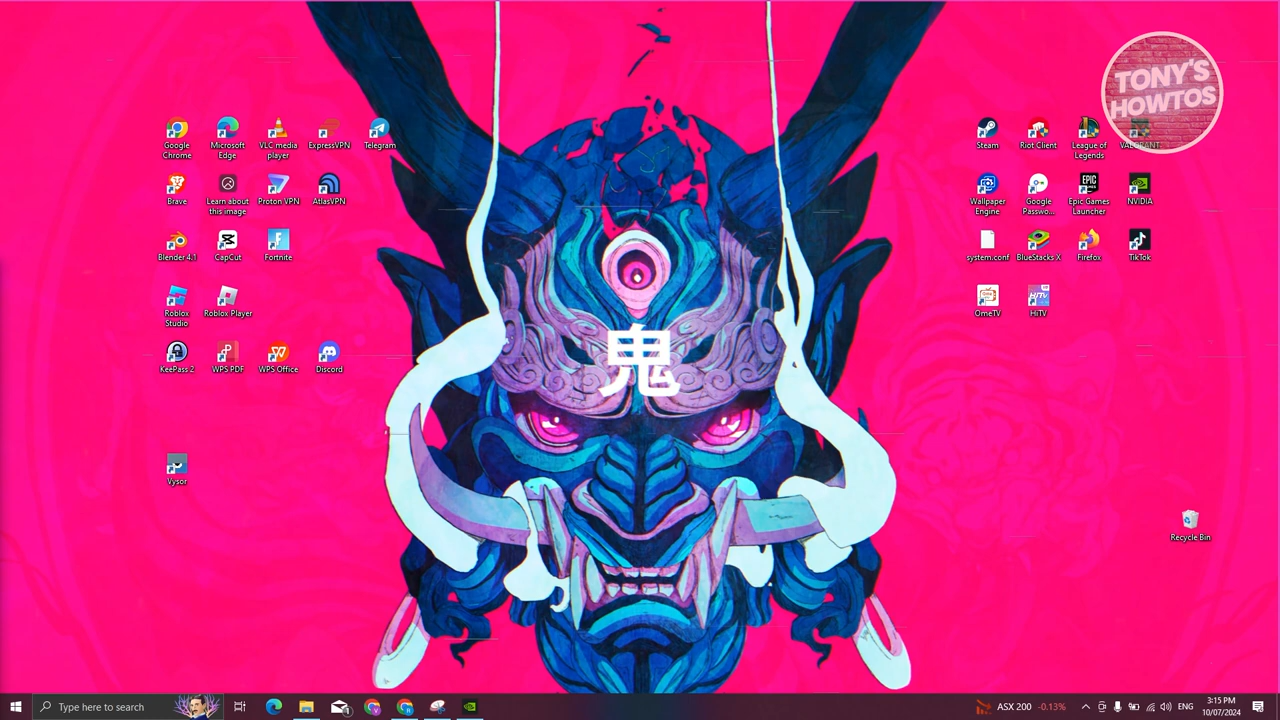 TONY'S
HOWTOS
Google
Chrome
Microsoft
Edge
VLC media
player
ExpressVPN
Telegram
Steam
Riot Client
League of
Legends
VALORANT
Brave
Learn about
this image
Proton VPN
AtlasVPN
Wallpaper
Engine
Google
Passwo...
Epic Games
Launcher
NVIDIA
Blender 4.1
CapCut
Fortnite
system.conf
BlueStacks X
Firefox
TikTok
Roblox
Studio
Roblox Player
OmeTV
HiTV
鬼
KeePass 2
WPS PDF
WPS Office
Discord
Vysor
Recycle Bin
Type here to search
ASX 200 -0.13%
ENG
3:15 PM
10/07/2024